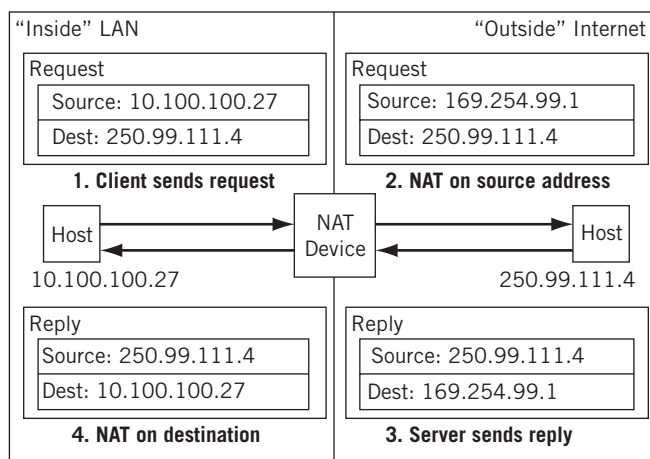 “Inside” LAN
“Outside” Internet
Request
Source: 10.100.100.27
Dest: 250.99.111.4
1. Client sends request
Request
Source: 169.254.99.1
Dest: 250.99.111.4
2. NAT on source address
Host
10.100.100.27
NAT
Device
Host
250.99.111.4
Reply
Source: 250.99.111.4
Dest: 10.100.100.27
4. NAT on destination
Reply
Source: 250.99.111.4
Dest: 169.254.99.1
3. Server sends reply